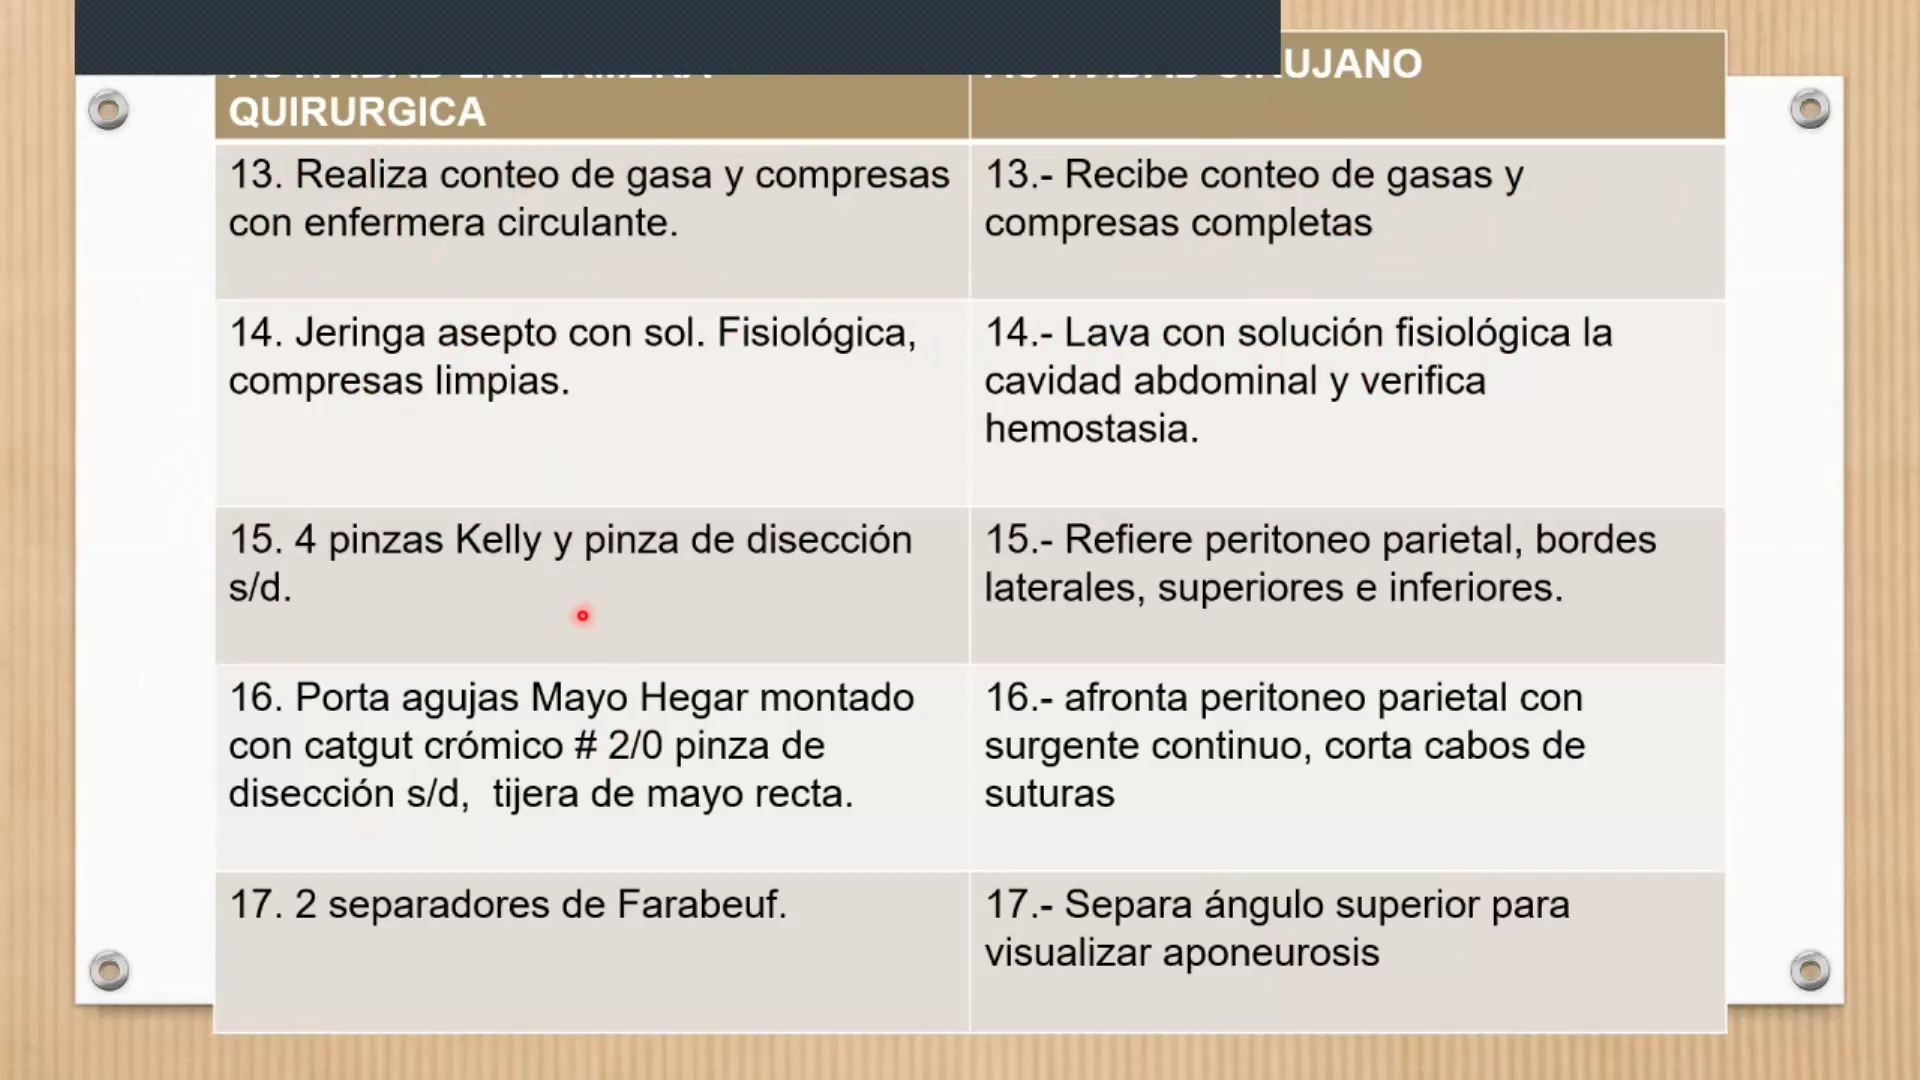 QUIRURGICA
UJANO
13. Realiza conteo de gasa y compresas
con enfermera circulante.
13.- Recibe conteo de gasas y
compresas completas
14. Jeringa asepto con sol. Fisiológica,
compresas limpias.
14.- Lava con solución fisiológica la
cavidad abdominal y verifica
hemostasia.
15. 4 pinzas Kelly y pinza de disección
s/d.
15.- Refiere peritoneo parietal, bordes
laterales, superiores e inferiores.
16. Porta agujas Mayo Hegar montado
con catgut crómico # 2/0 pinza de
disección s/d,  tijera de mayo recta.
16.- afronta peritoneo parietal con
surgente continuo, corta cabos de
suturas
17. 2 separadores de Farabeuf.
17.- Separa ángulo superior para
visualizar aponeurosis